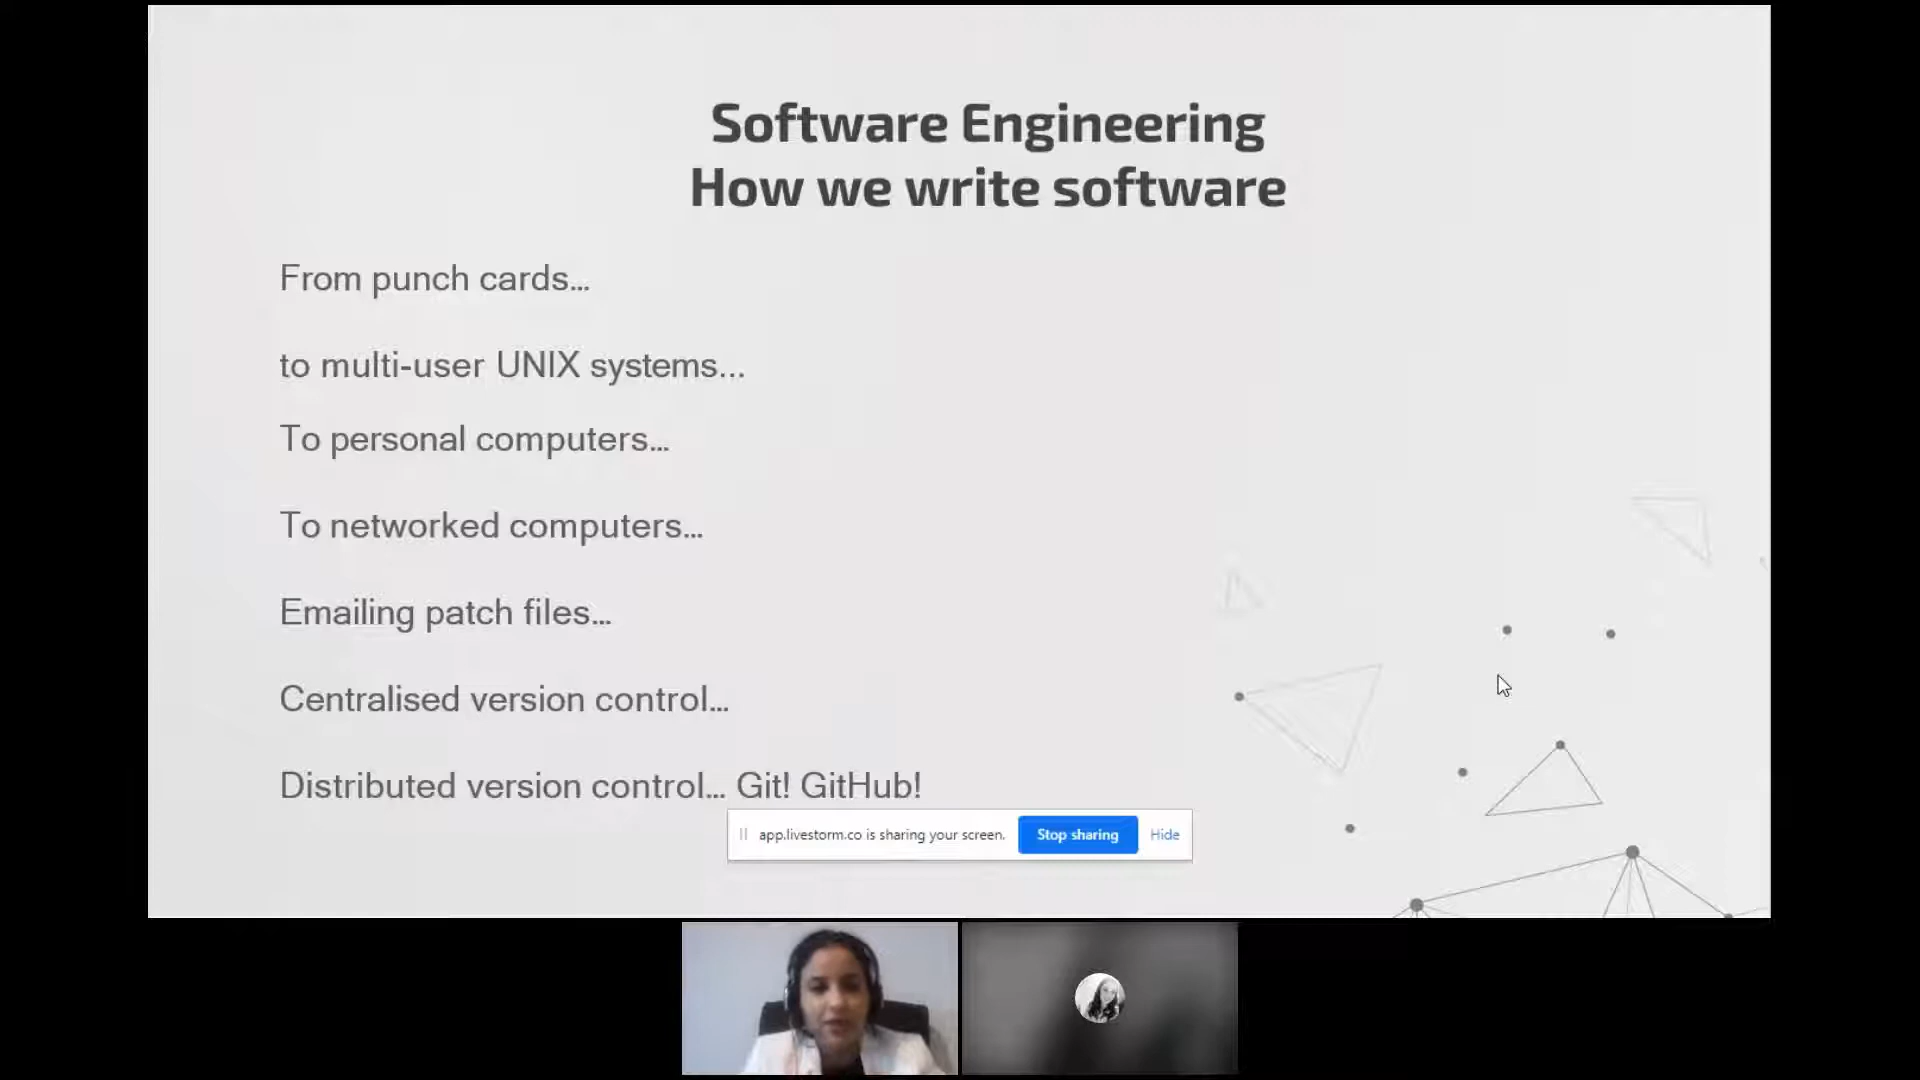 Software Engineering
How we write software
From punch cards...
to multi-user UNIX systems...
To personal computers...
To networked computers...
Emailing patch files...
Centralised version control...
Distributed version control... Git! GitHub!
app.livestorm.co is sharing your screen. Stop sharing Hide